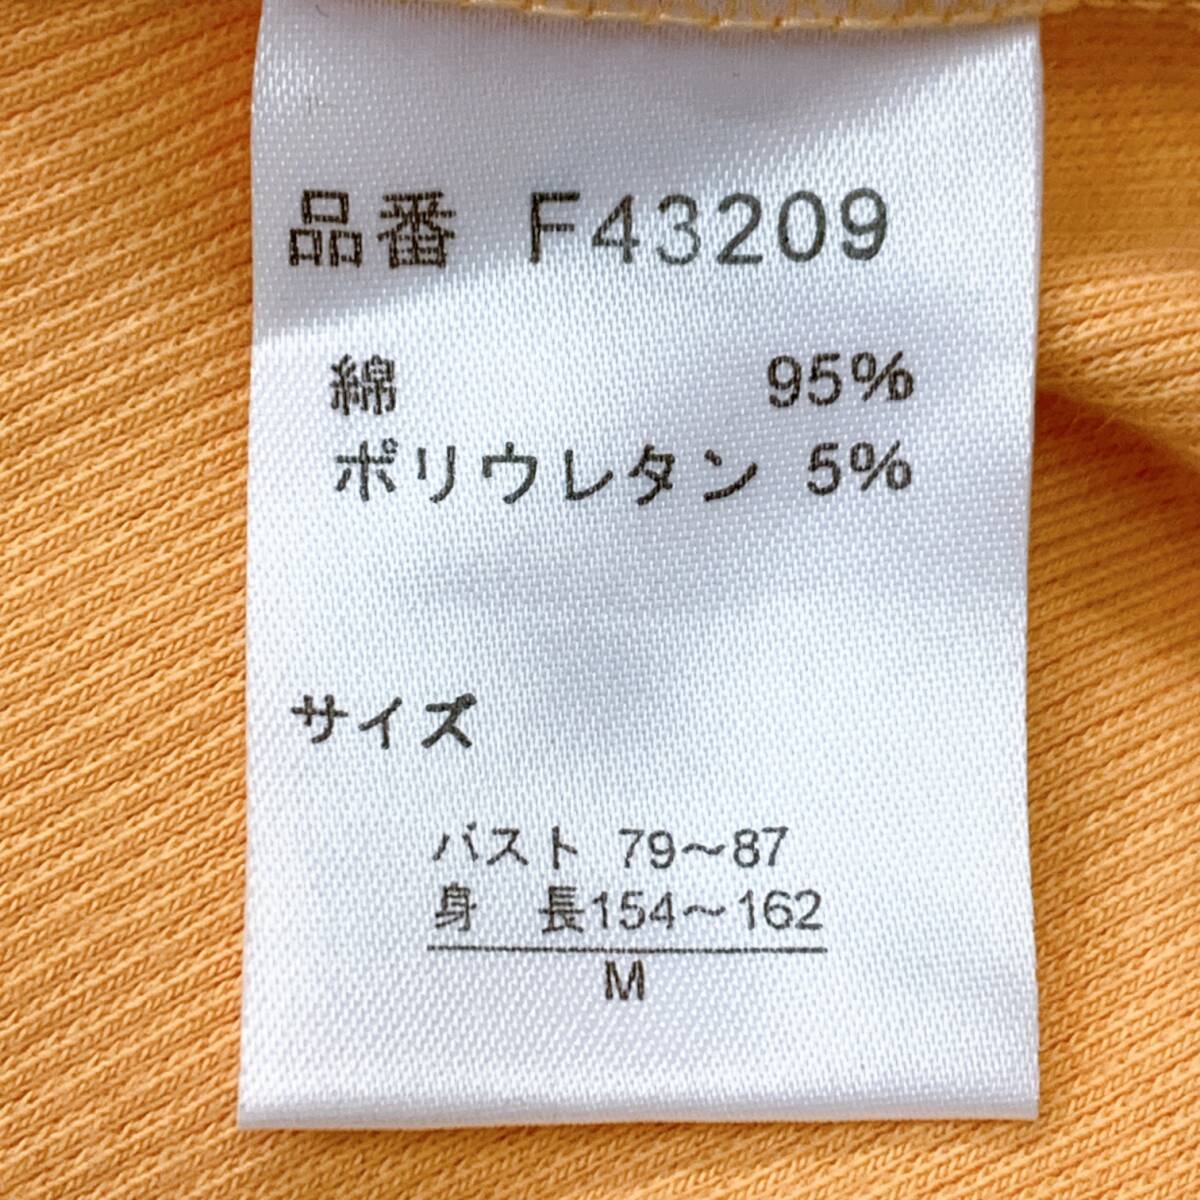 品番 F43209
綿 95%
ポリウレタン 5%
サイズ
バスト 79～87
身 長154～162
M